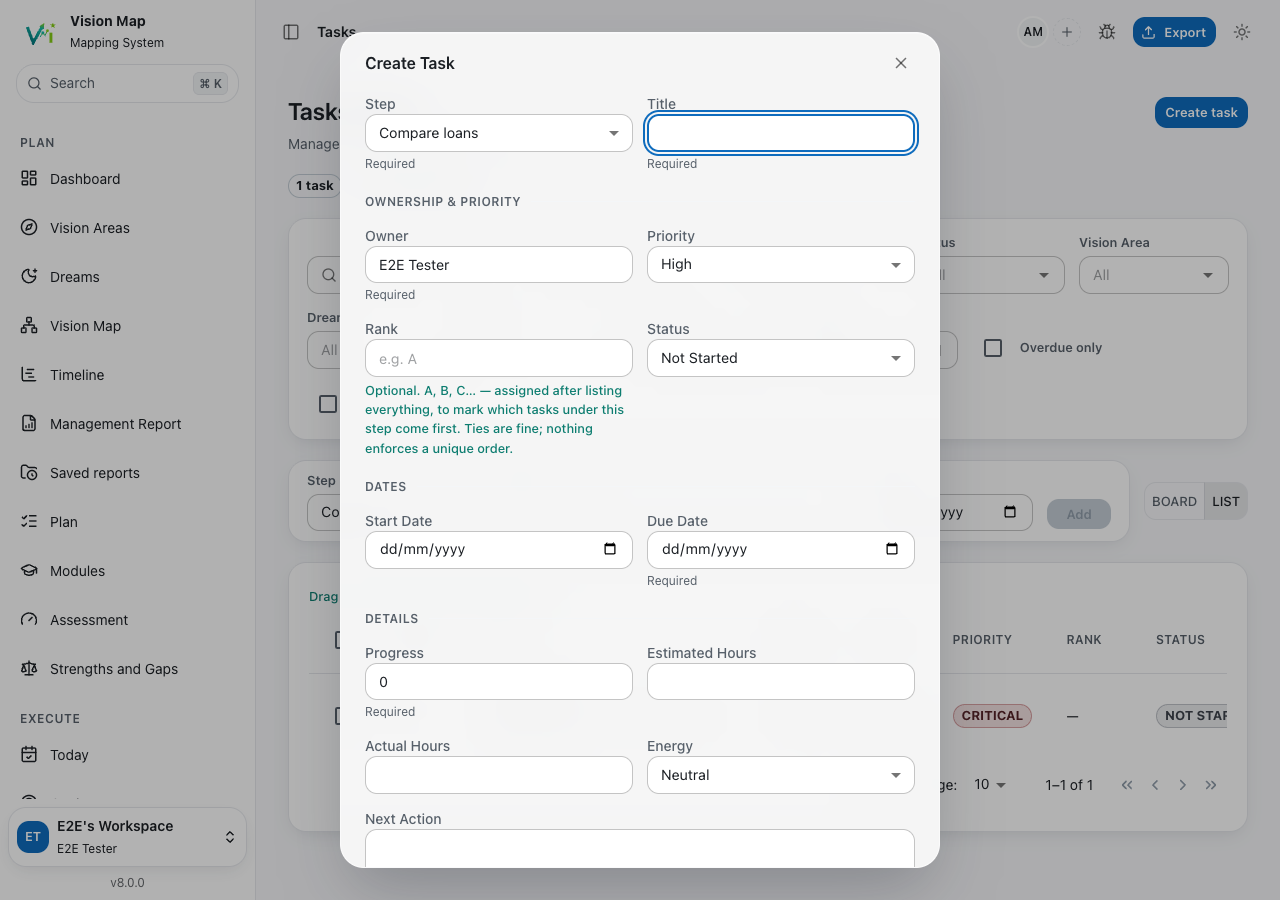 Vision Map
Mapping System
Search
⌘ K
PLAN
Dashboard
Vision Areas
Dreams
Vision Map
Timeline
Management Report
Saved reports
Plan
Modules
Assessment
Strengths and Gaps
EXECUTE
Today
ET
E2E's Workspace
E2E Tester
v8.0.0
Tasks
AM
Export
Tasks
Create task
Manage
1 task
Vision Area
All
All
Overdue only
Step
BOARD
LIST
Add
Drag
PRIORITY
RANK
STATUS
CRITICAL
—
NOT STAR
10
1–1 of 1
Create Task
Step
Title
Compare loans
Required
Required
OWNERSHIP & PRIORITY
Owner
Priority
E2E Tester
High
Required
Rank
Status
e.g. A
Not Started
Optional. A, B, C… — assigned after listing
everything, to mark which tasks under this
step come first. Ties are fine; nothing
enforces a unique order.
DATES
Start Date
Due Date
dd/mm/yyyy
dd/mm/yyyy
Required
DETAILS
Progress
Estimated Hours
0
Required
Actual Hours
Energy
Neutral
Next Action